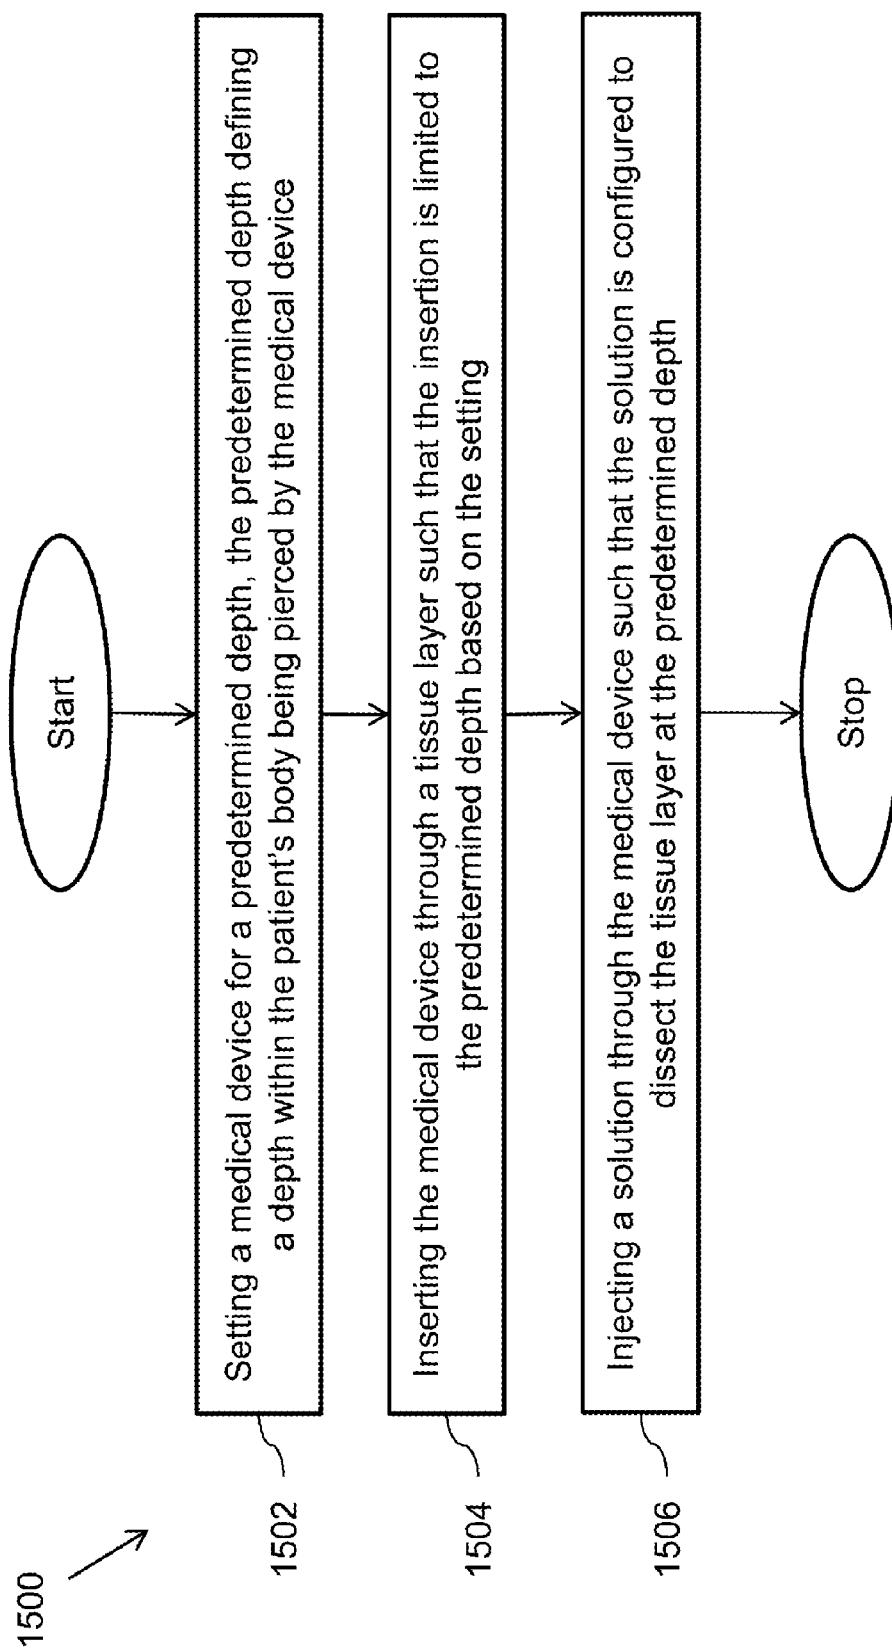 1500
Start
Setting a medical device for a predetermined depth, the predetermined depth defining
a depth within the patient's body being pierced by the medical device
1502
Inserting the medical device through a tissue layer such that the insertion is limited to
the predetermined depth based on the setting
1504
Injecting a solution through the medical device such that the solution is configured to
dissect the tissue layer at the predetermined depth
1506
Stop